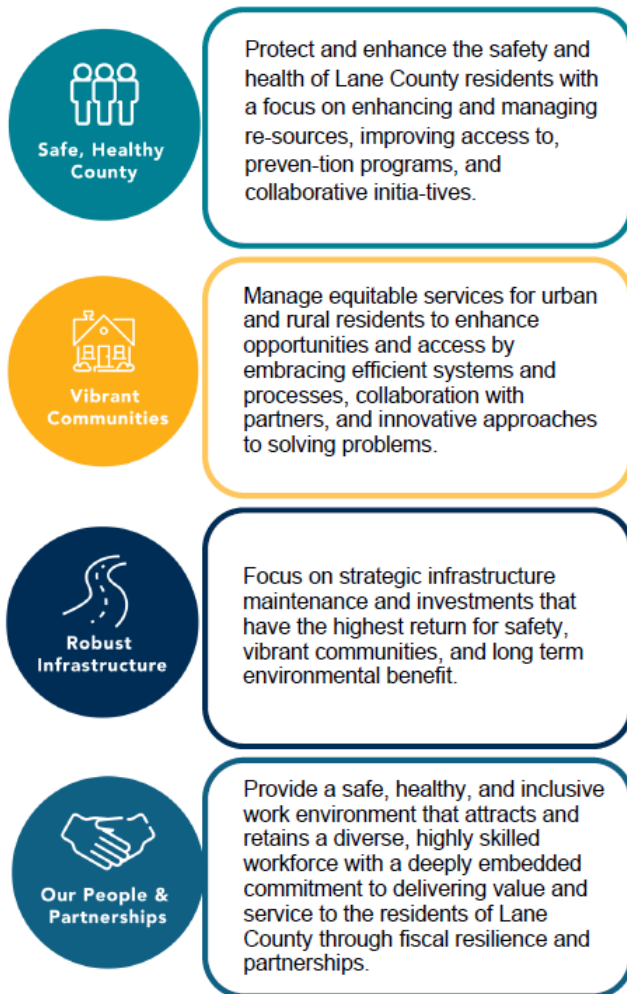 Safe, Healthy
County
Protect and enhance the safety and
health of Lane County residents with
a focus on enhancing and managing
re-sources, improving access to,
preven-tion programs, and
collaborative initia-tives.
Vibrant
Communities
Manage equitable services for urban
and rural residents to enhance
opportunities and access by
embracing efficient systems and
processes, collaboration with
partners, and innovative approaches
to solving problems.
Robust
Infrastructure
Focus on strategic infrastructure
maintenance and investments that
have the highest return for safety,
vibrant communities, and long term
environmental benefit.
Our People &
Partnerships
Provide a safe, healthy, and inclusive
work environment that attracts and
retains a diverse, highly skilled
workforce with a deeply embedded
commitment to delivering value and
service to the residents of Lane
County through fiscal resilience and
partnerships.